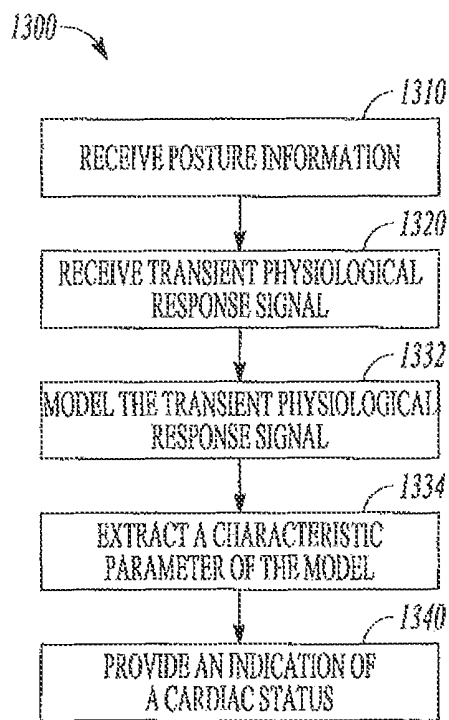 1300
1310
RECEIVE POSTURE INFORMATION
1320
RECEIVE TRANSIENT PHYSIOLOGICAL
RESPONSE SIGNAL
1332
MODEL THE TRANSIENT PHYSIOLOGICAL
RESPONSE SIGNAL
1334
EXTRACT A CHARACTERISTIC
PARAMETER OF THE MODEL
1340
PROVIDE AN INDICATION OF
A CARDIAC STATUS